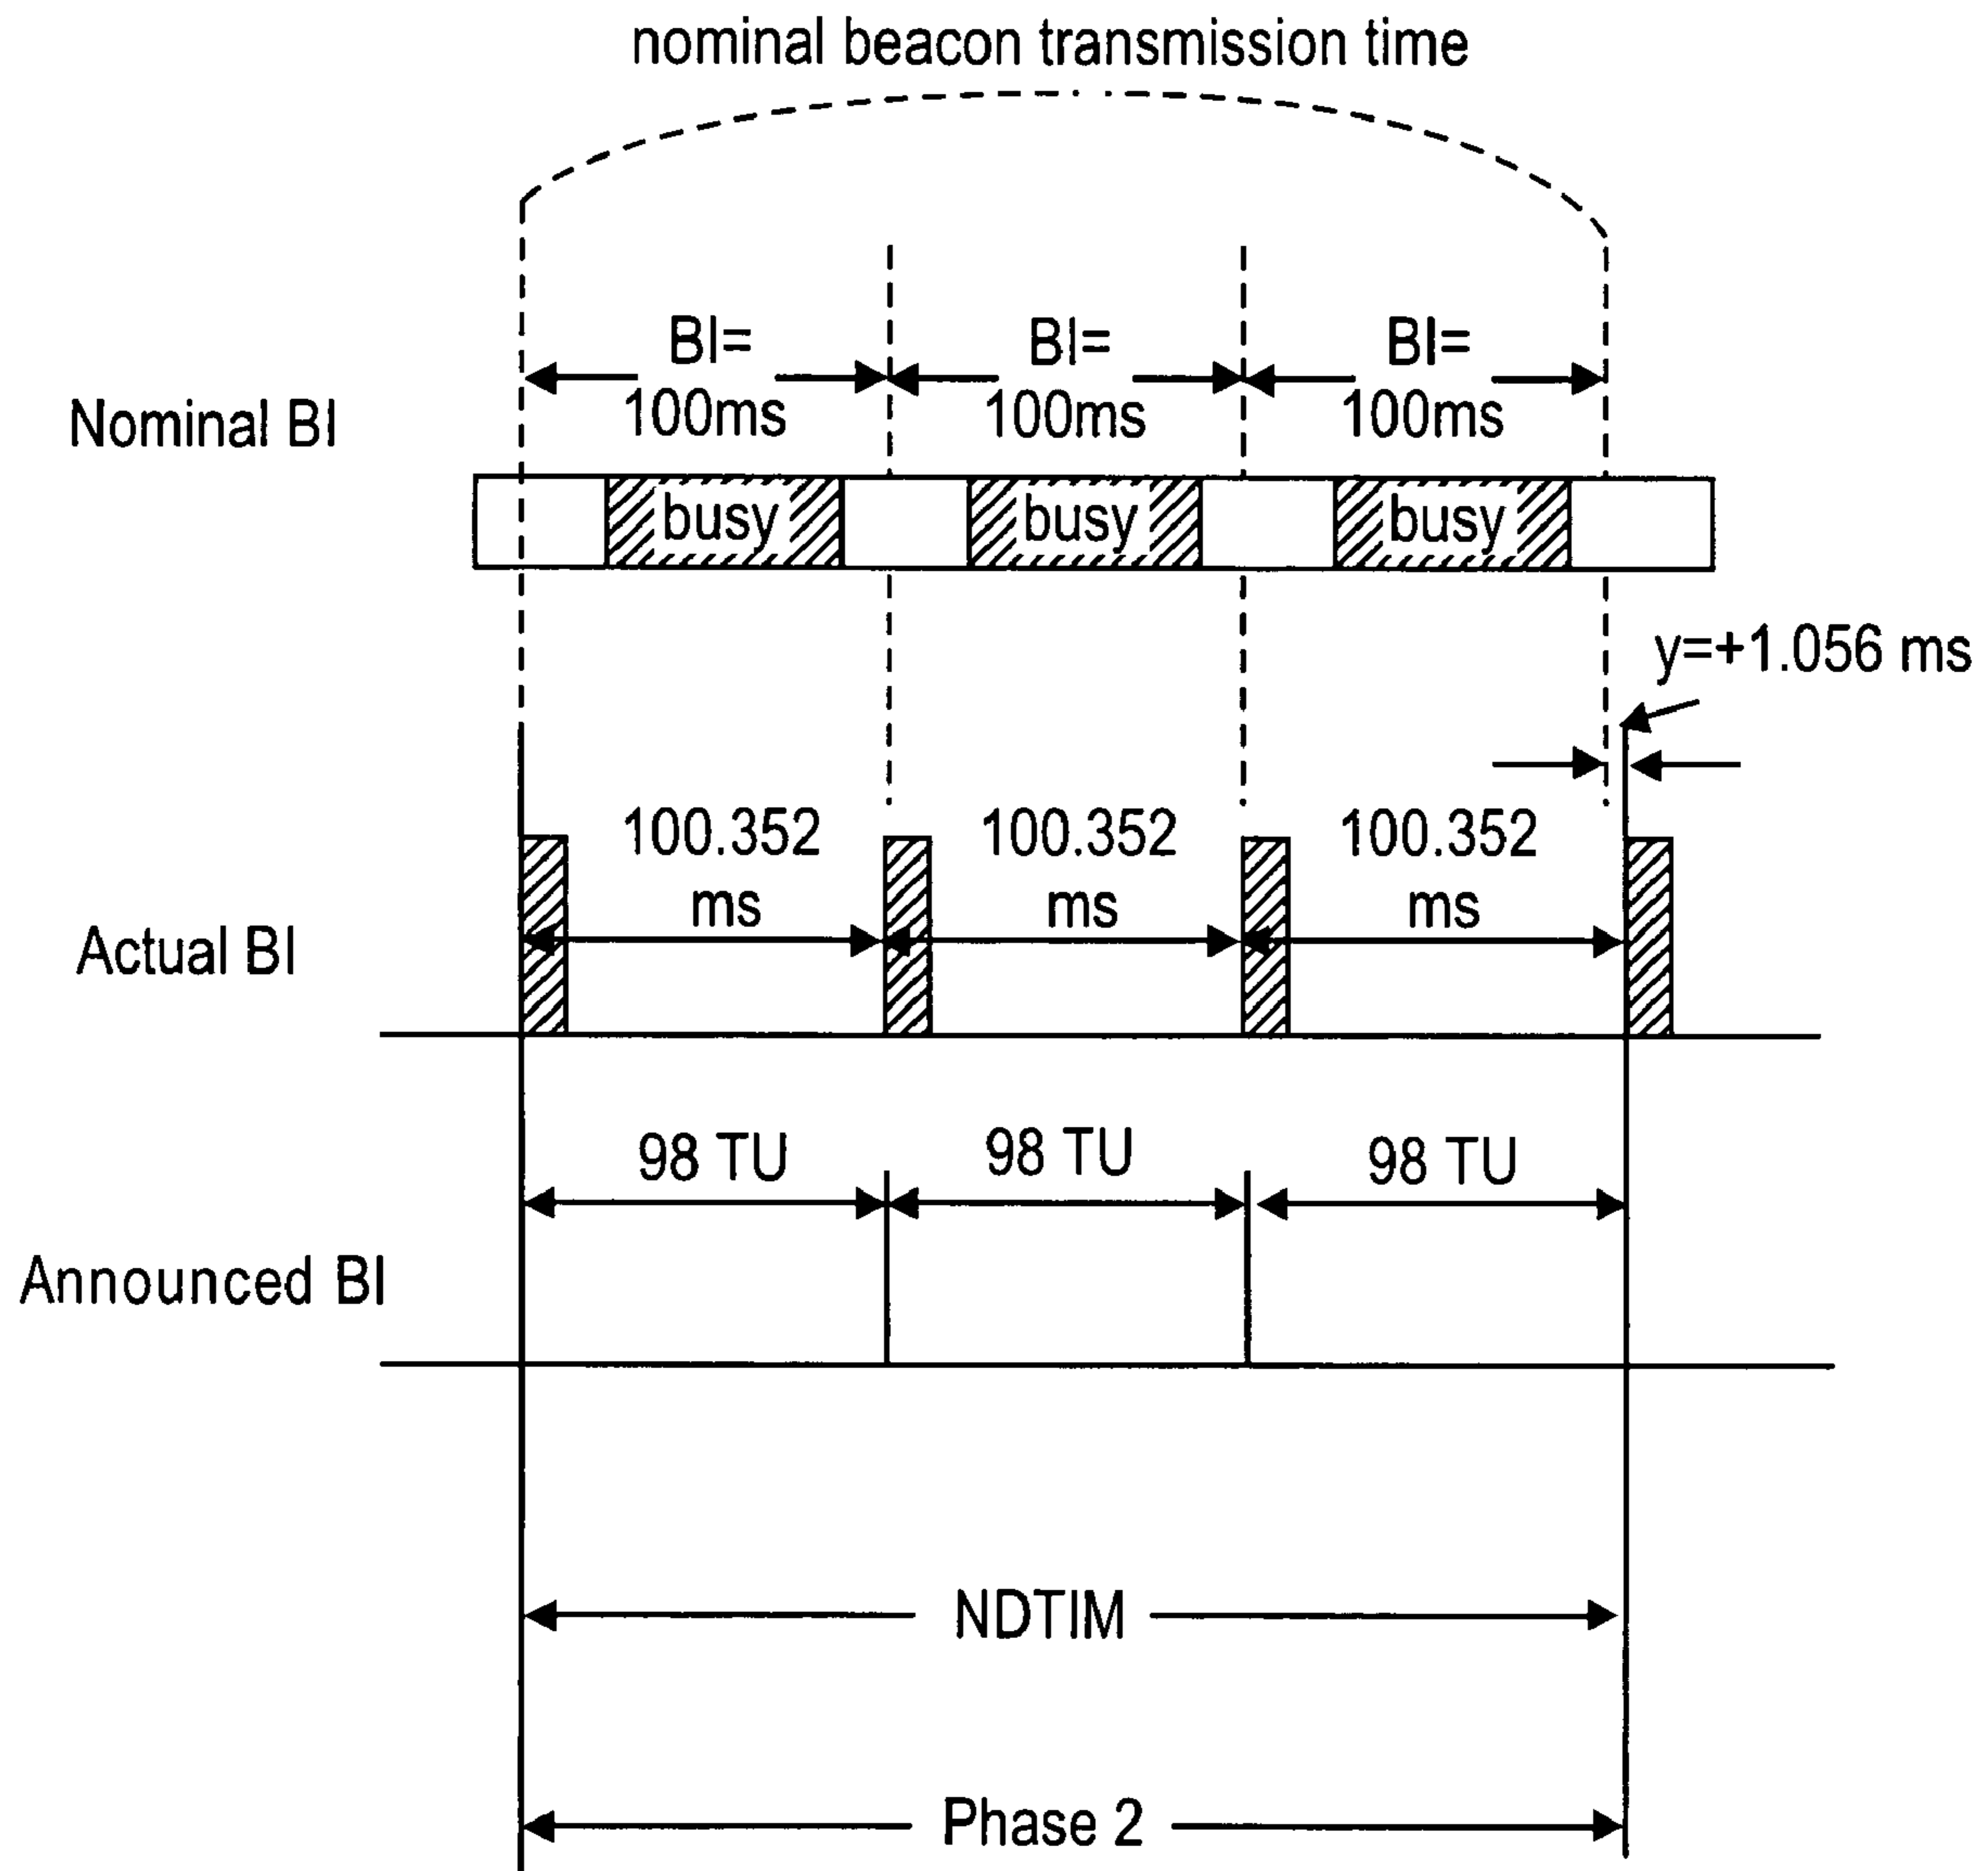 nominal beacon transmission time
BI=
100ms
BI=
100ms
BI=
100ms
Nominal BI
busy
busy
busy
y=+1.056 ms
100.352
ms
100.352
ms
100.352
ms
Actual BI
98 TU
98 TU
98 TU
Announced BI
NDTIM
Phase 2